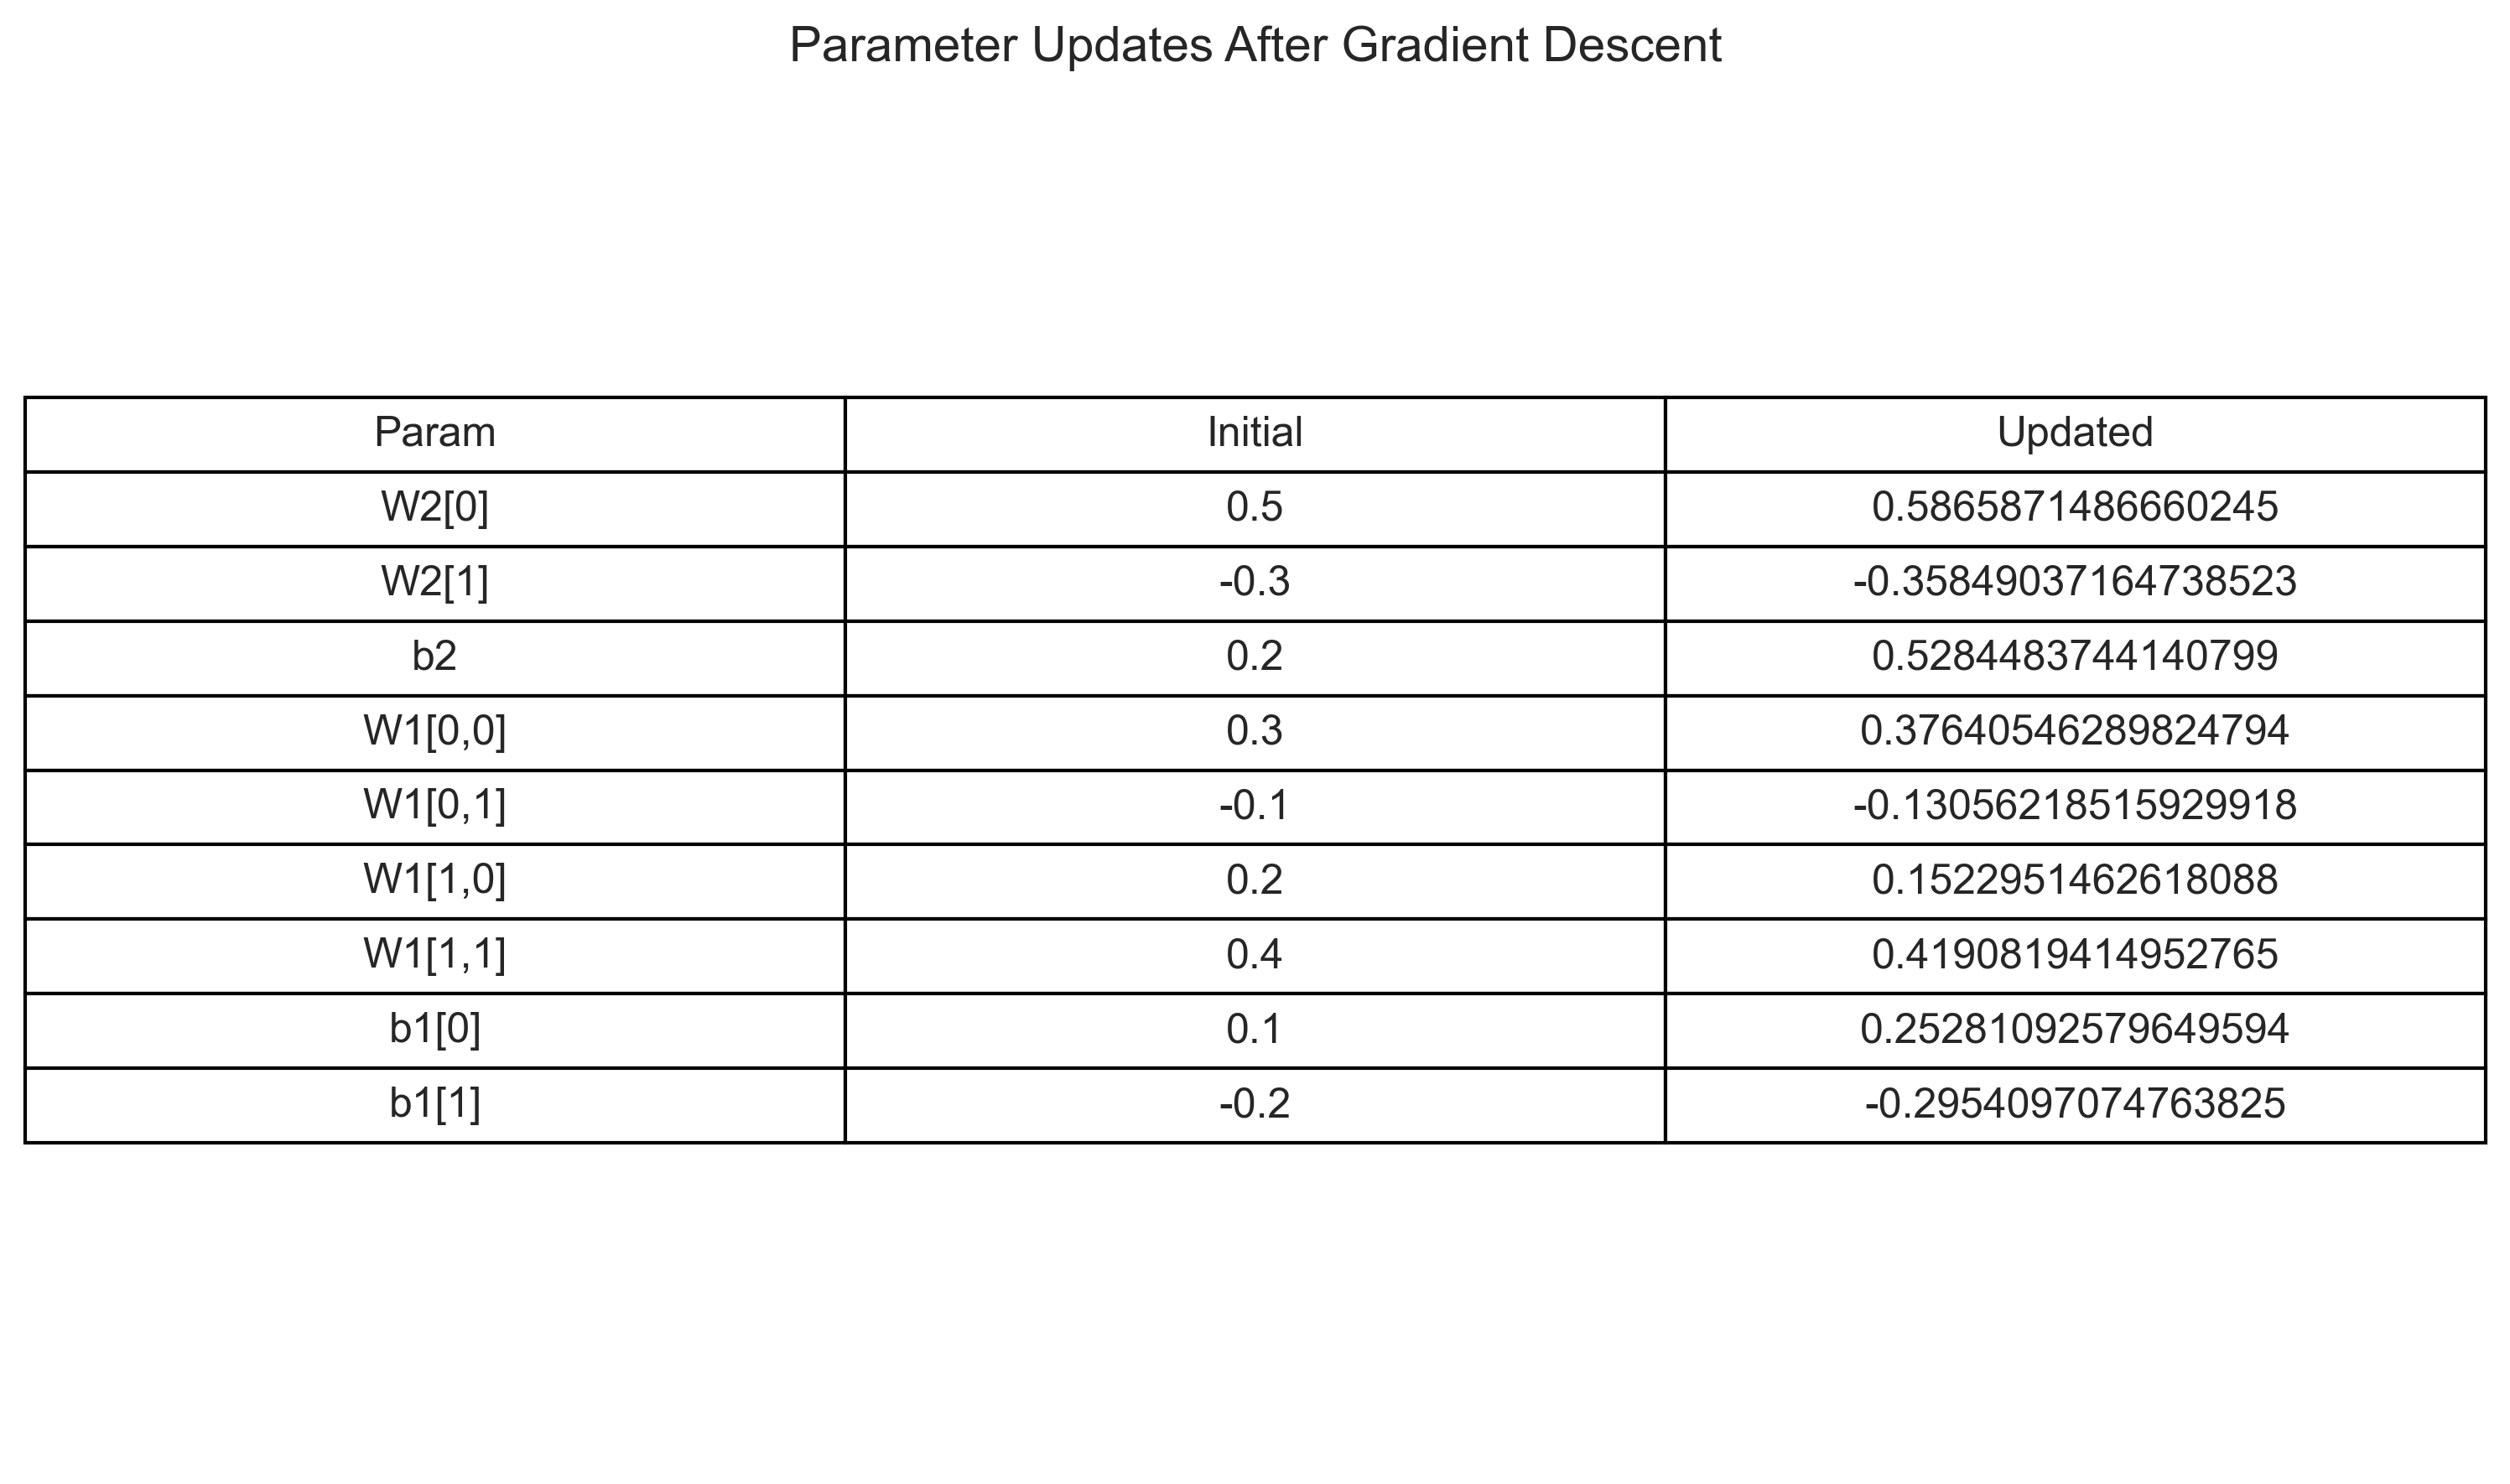 Parameter Updates After Gradient Descent
Param Initial Updated
W2[0] 0.5 0.5865871486660245
W2[1] -0.3 -0.35849037164738523
b2 0.2 0.5284483744140799
W1[0,0] 0.3 0.37640546289824794
W1[0,1] -0.1 -0.13056218515929918
W1[1,0] 0.2 0.1522951462618088
W1[1,1] 0.4 0.4190819414952765
b1[0] 0.1 0.25281092579649594
b1[1] -0.2 -0.2954097074763825